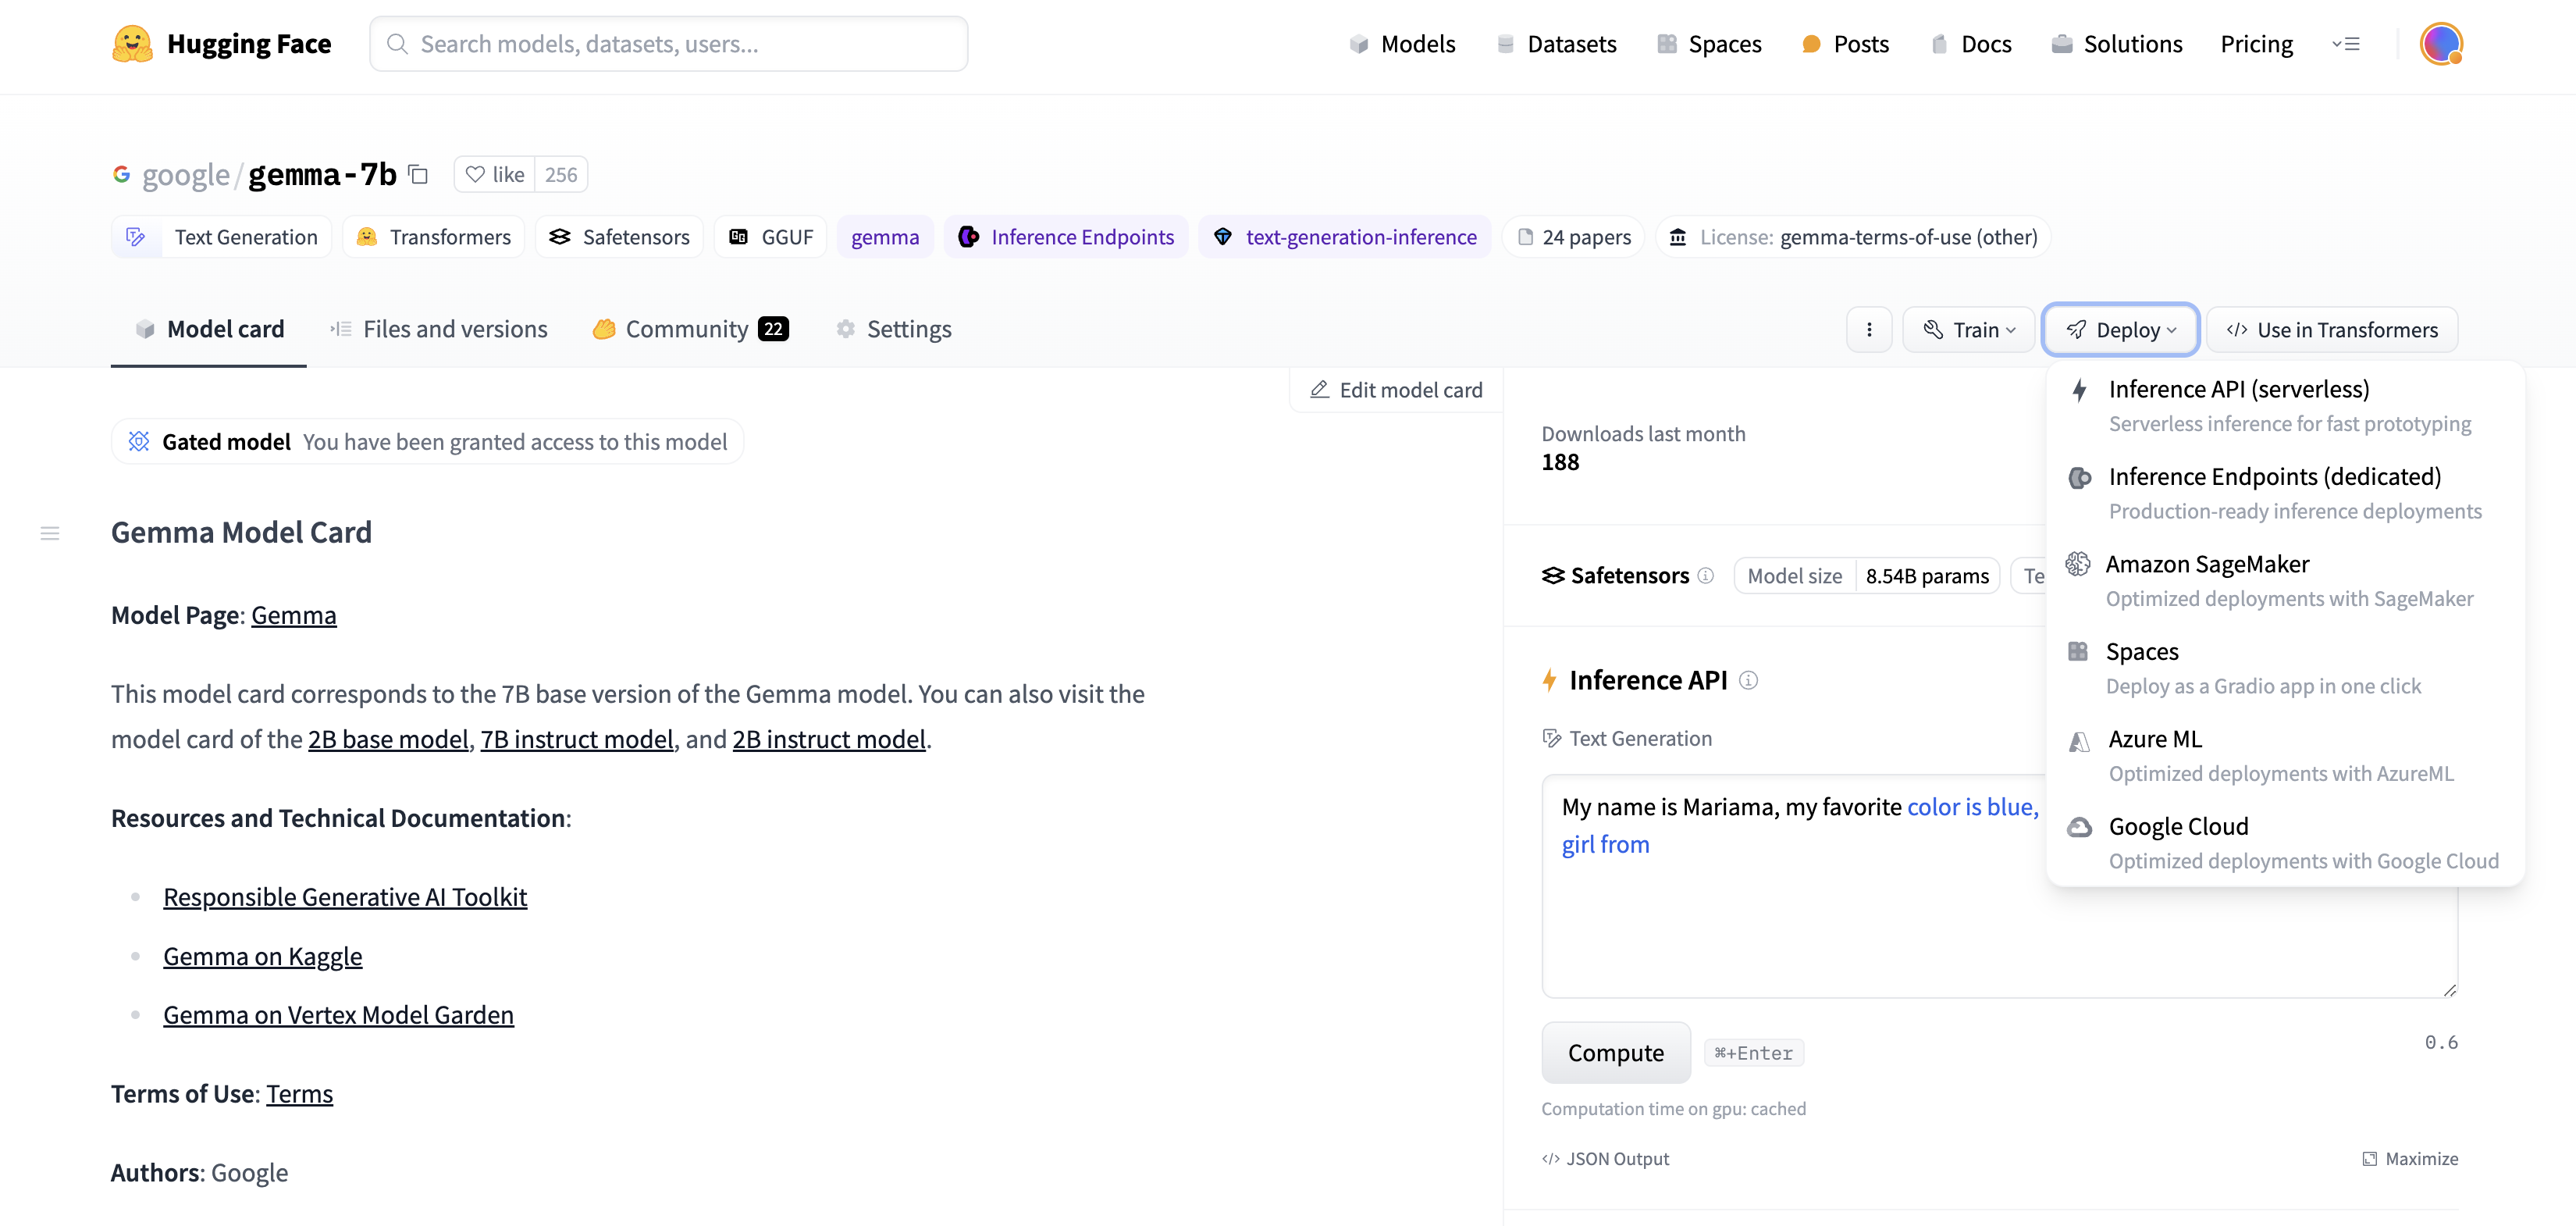 Hugging Face
Search models, datasets, users...
Models
Datasets
Spaces
Posts
Docs
Solutions
Pricing
google/gemma-7b
like 256
Text Generation
Transformers
Safetensors
GGUF
gemma
Inference Endpoints
text-generation-inference
24 papers
License: gemma-terms-of-use (other)
Model card
Files and versions
Community 22
Settings
Train
Deploy
</> Use in Transformers
Edit model card
Gated model You have been granted access to this model
Gemma Model Card
Model Page: Gemma
This model card corresponds to the 7B base version of the Gemma model. You can also visit the
model card of the 2B base model, 7B instruct model, and 2B instruct model.
Resources and Technical Documentation:
Responsible Generative AI Toolkit
Gemma on Kaggle
Gemma on Vertex Model Garden
Terms of Use: Terms
Authors: Google
Downloads last month
188
Safetensors
Model size 8.54B params
Te
Inference API
Text Generation
My name is Mariama, my favorite color is blue,
girl from
Compute
⌘+Enter
0.6
Computation time on gpu: cached
</> JSON Output
Maximize
Inference API (serverless)
Serverless inference for fast prototyping
Inference Endpoints (dedicated)
Production-ready inference deployments
Amazon SageMaker
Optimized deployments with SageMaker
Spaces
Deploy as a Gradio app in one click
Azure ML
Optimized deployments with AzureML
Google Cloud
Optimized deployments with Google Cloud